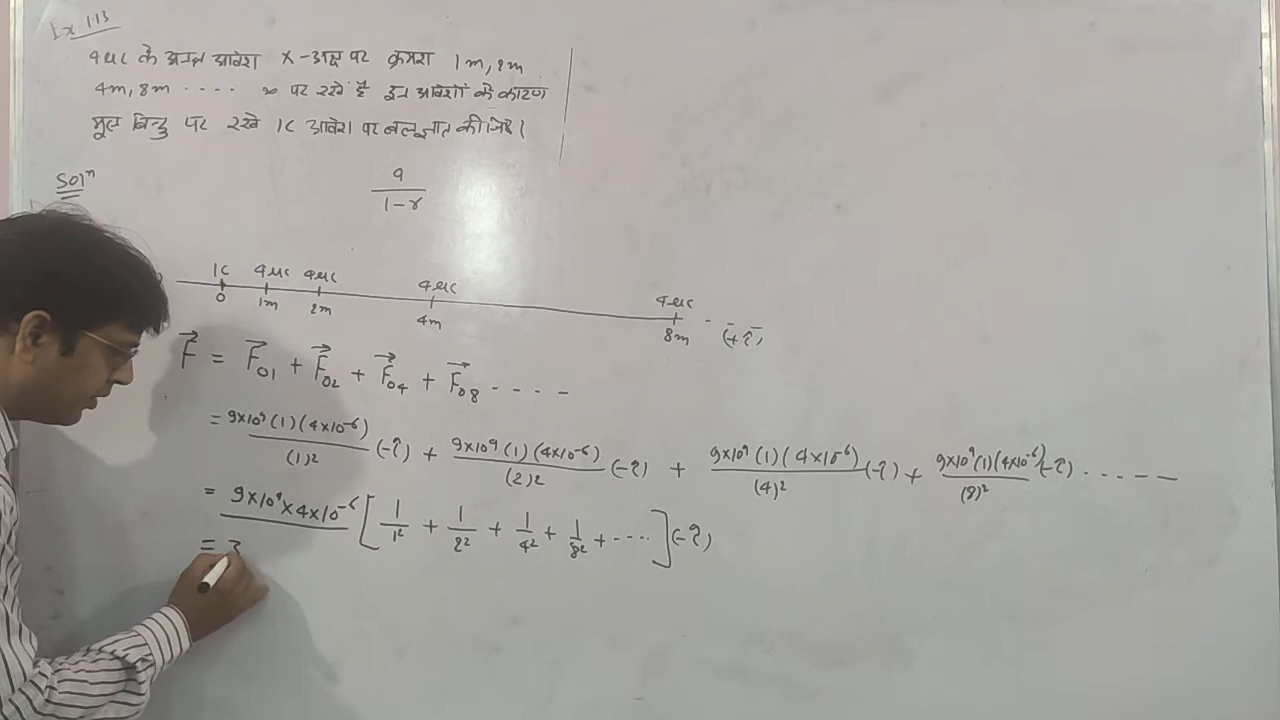 Ex 1.13
4μc के अनन्त आवेश x-अक्ष पर क्रमश 1m, 2m
4m, 8m .... ∞ पर रखे है इन आवेशों के कारण
मूल बिन्दु पर रखे 1C आवेश पर बल ज्ञात कीजिये।
Solⁿ
a/(1-r)
1C 4μc 4μc 4μc 4μc
0 1m 2m 4m 8m - - (+î)
F⃗ = F⃗₀₁ + F⃗₀₂ + F⃗₀₄ + F⃗₀₈ - - - -
= 9×10⁹(1)(4×10⁻⁶)/(1)² (-î) + 9×10⁹(1)(4×10⁻⁶)/(2)² (-î) + 9×10⁹(1)(4×10⁻⁶)/(4)² (-î) + 9×10⁹(1)(4×10⁻⁶)/(8)² (-î) - - - - -
= 9×10⁹×4×10⁻⁶ [1/1² + 1/2² + 1/4² + 1/8² + - ...] (-î)
= 3